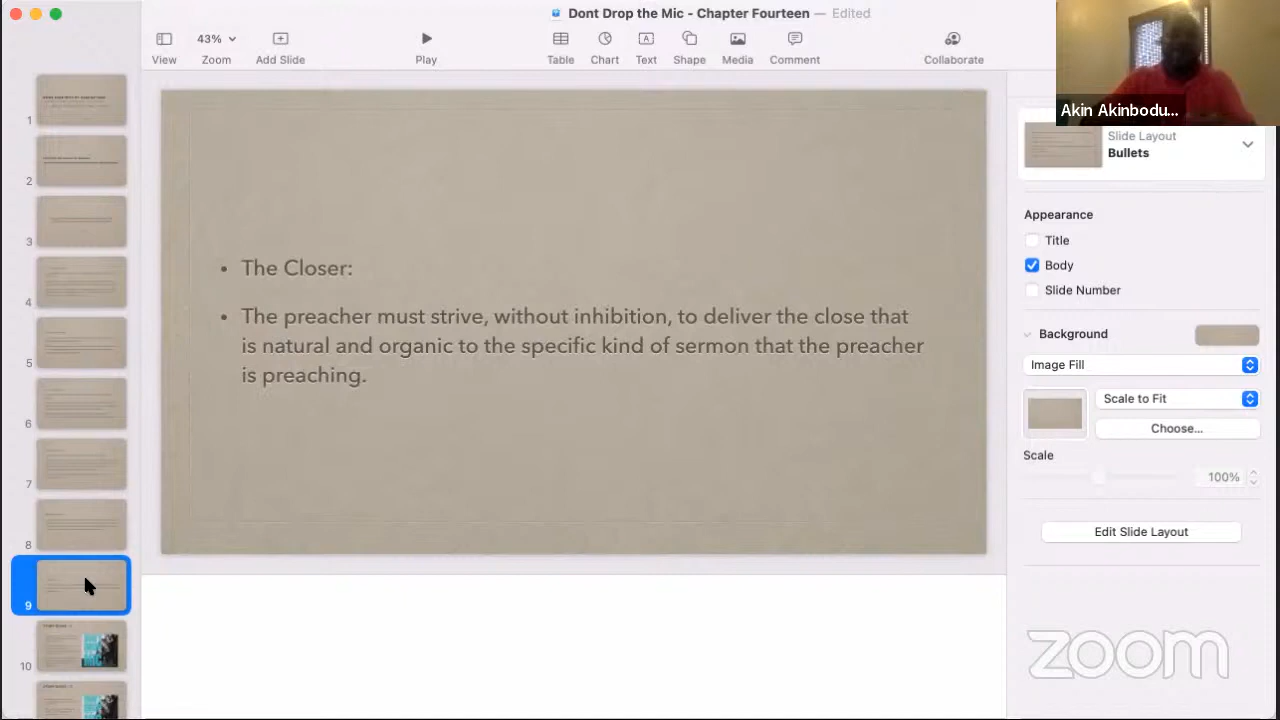 Dont Drop the Mic - Chapter Fourteen — Edited
43%
View
Zoom
Add Slide
Play
Table
Chart
Text
Shape
Media
Comment
Collaborate
Akin Akinbodu...
1
2
3
4
5
6
7
8
9
10
• The Closer:
• The preacher must strive, without inhibition, to deliver the close that
is natural and organic to the specific kind of sermon that the preacher
is preaching.
Slide Layout
Bullets
Appearance
Title
Body
Slide Number
Background
Image Fill
Scale to Fit
Choose...
Scale
100%
Edit Slide Layout
zoom